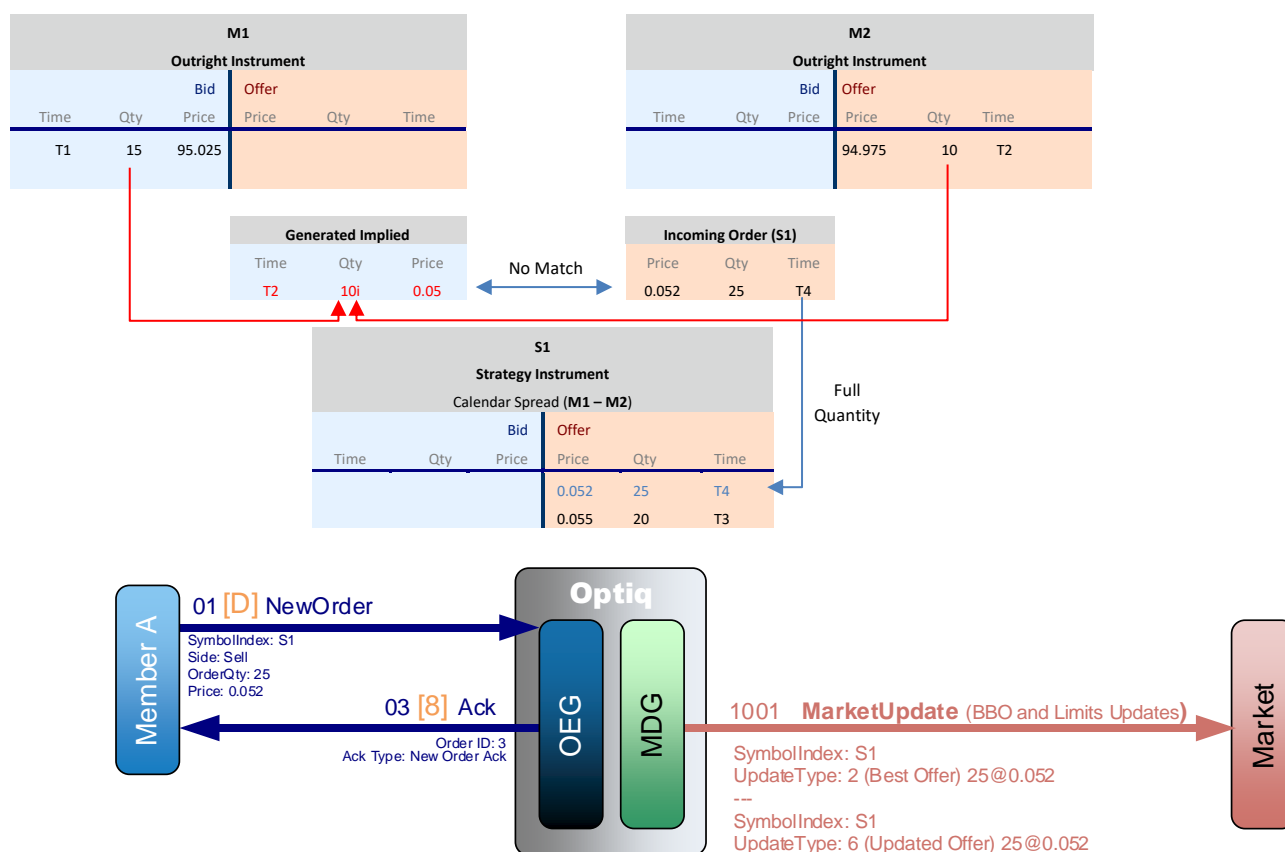 M1
Outright Instrument
Bid Offer
Time Qty Price Price Qty Time
T1 15 95.025
M2
Outright Instrument
Bid Offer
Time Qty Price Price Qty Time
94.975 10 T2
Generated Implied
Time Qty Price
T2 10i 0.05
No Match
Incoming Order (S1)
Price Qty Time
0.052 25 T4
S1
Strategy Instrument
Calendar Spread (M1 – M2)
Bid Offer
Time Qty Price Price Qty Time
0.052 25 T4
0.055 20 T3
Full
Quantity
Member A
01 [D] NewOrder
SymbolIndex: S1
Side: Sell
OrderQty: 25
Price: 0.052
03 [8] Ack
Order ID: 3
Ack Type: New Order Ack
Optiq
OEG
MDG
1001 MarketUpdate (BBO and Limits Updates)
SymbolIndex: S1
UpdateType: 2 (Best Offer) 25@0.052
---
SymbolIndex: S1
UpdateType: 6 (Updated Offer) 25@0.052
Market